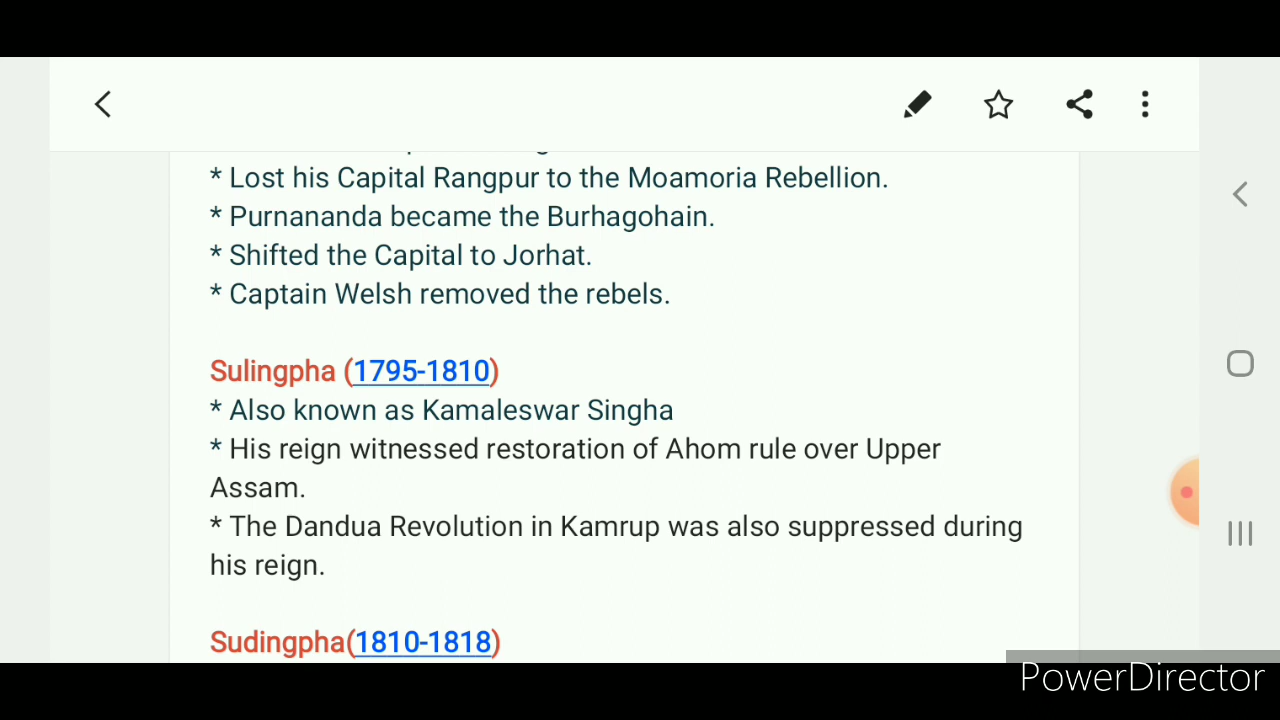 * Lost his Capital Rangpur to the Moamoria Rebellion.
* Purnananda became the Burhagohain.
* Shifted the Capital to Jorhat.
* Captain Welsh removed the rebels.
Sulingpha (1795-1810)
* Also known as Kamaleswar Singha
* His reign witnessed restoration of Ahom rule over Upper
Assam.
* The Dandua Revolution in Kamrup was also suppressed during
his reign.
Sudingpha(1810-1818)
PowerDirector